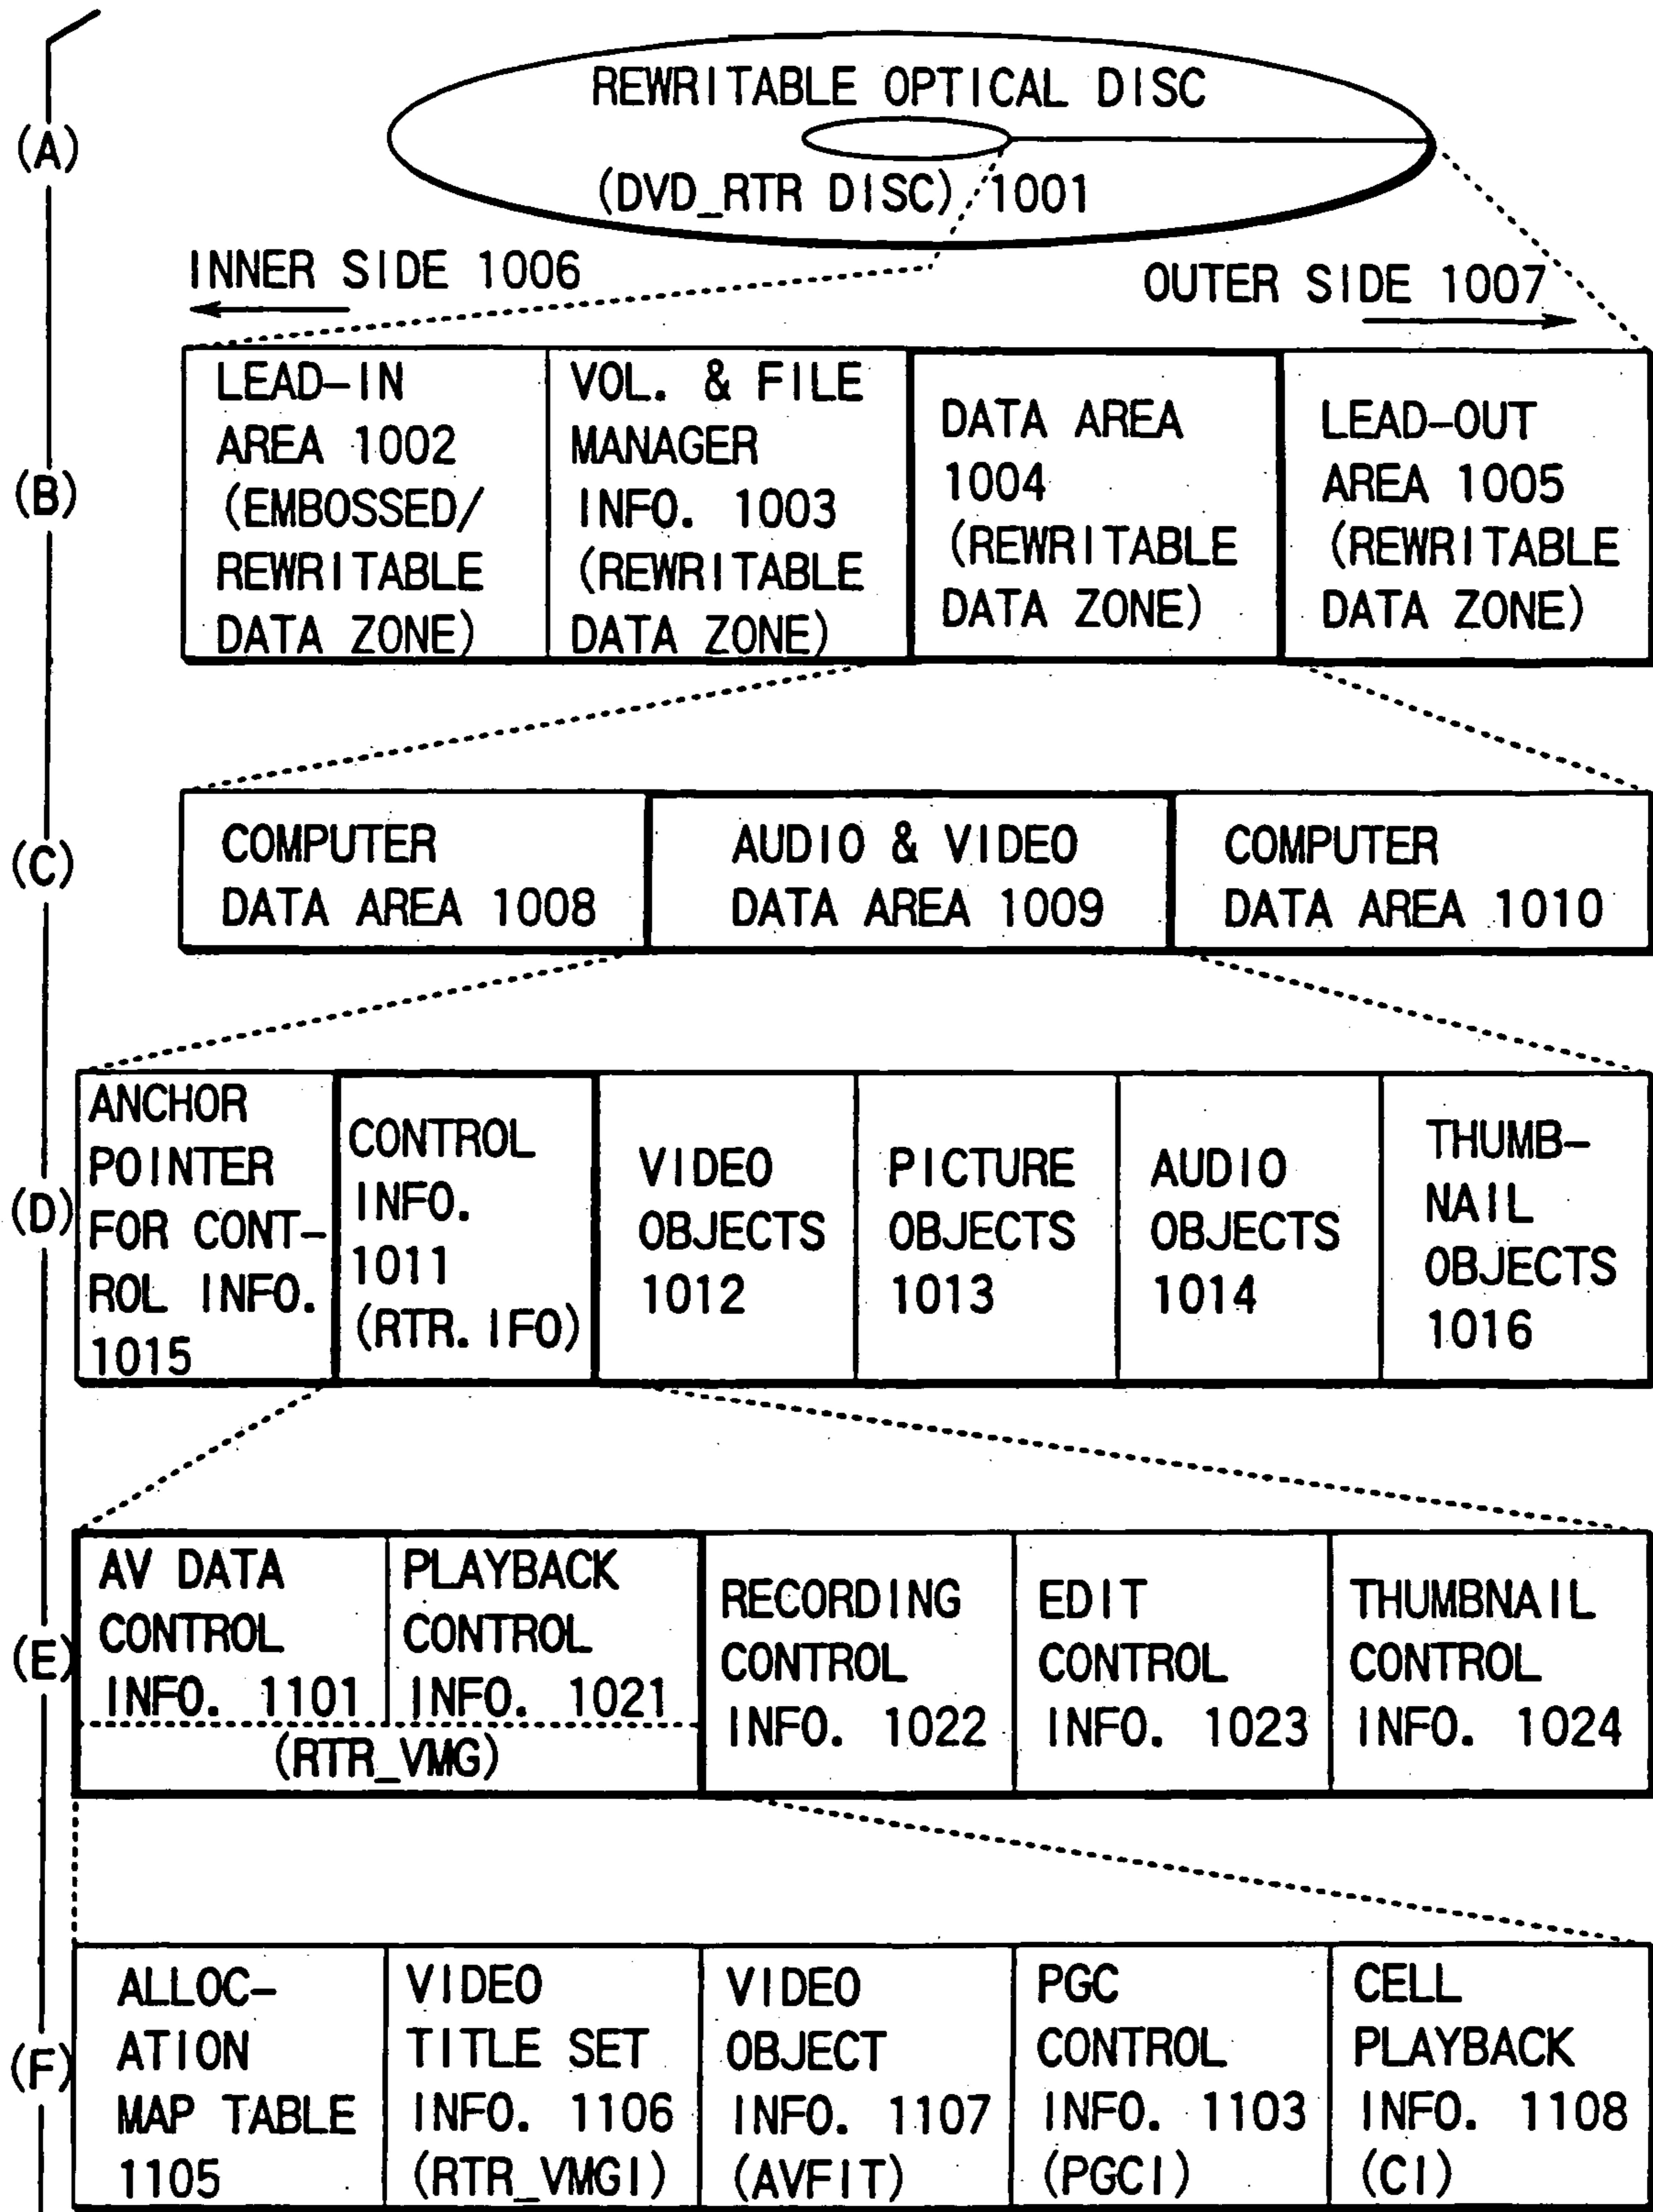 (A)
REWRITABLE OPTICAL DISC
(DVD_RTR DISC) 1001
INNER SIDE 1006
OUTER SIDE 1007
(B)
LEAD-IN
AREA 1002
(EMBOSSED/
REWRITABLE
DATA ZONE)
VOL. & FILE
MANAGER
INFO. 1003
(REWRITABLE
DATA ZONE)
DATA AREA
1004
(REWRITABLE
DATA ZONE)
LEAD-OUT
AREA 1005
(REWRITABLE
DATA ZONE)
(C)
COMPUTER
DATA AREA 1008
AUDIO & VIDEO
DATA AREA 1009
COMPUTER
DATA AREA 1010
(D)
ANCHOR
POINTER
FOR CONT-
ROL INFO.
1015
CONTROL
INFO.
1011
(RTR.IFO)
VIDEO
OBJECTS
1012
PICTURE
OBJECTS
1013
AUDIO
OBJECTS
1014
THUMB-
NAIL
OBJECTS
1016
(E)
AV DATA
CONTROL
INFO. 1101
PLAYBACK
CONTROL
INFO. 1021
(RTR_VMG)
RECORDING
CONTROL
INFO. 1022
EDIT
CONTROL
INFO. 1023
THUMBNAIL
CONTROL
INFO. 1024
(F)
ALLOC-
ATION
MAP TABLE
1105
VIDEO
TITLE SET
INFO. 1106
(RTR_VMGI)
VIDEO
OBJECT
INFO. 1107
(AVFIT)
PGC
CONTROL
INFO. 1103
(PGCI)
CELL
PLAYBACK
INFO. 1108
(CI)